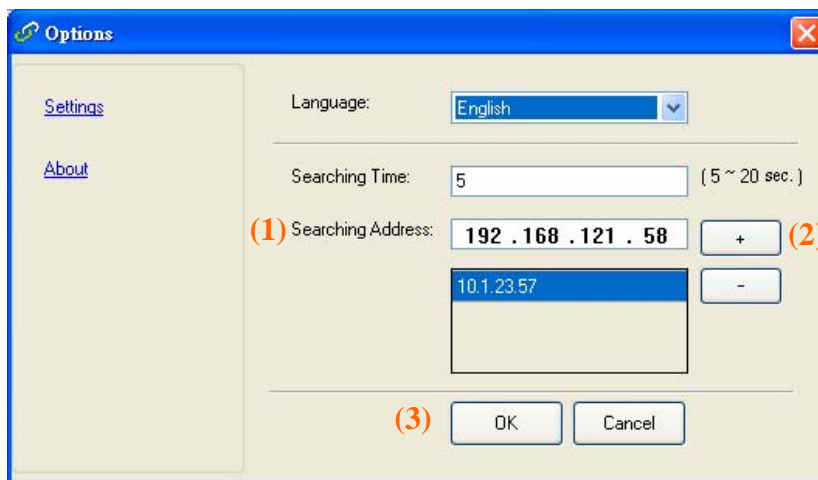 Options
Settings
About
Language:
English
Searching Time:
5
( 5 ~ 20 sec. )
(1)
Searching Address:
192 .168 .121 . 58
+
(2)
10.1.23.57
-
(3)
OK
Cancel